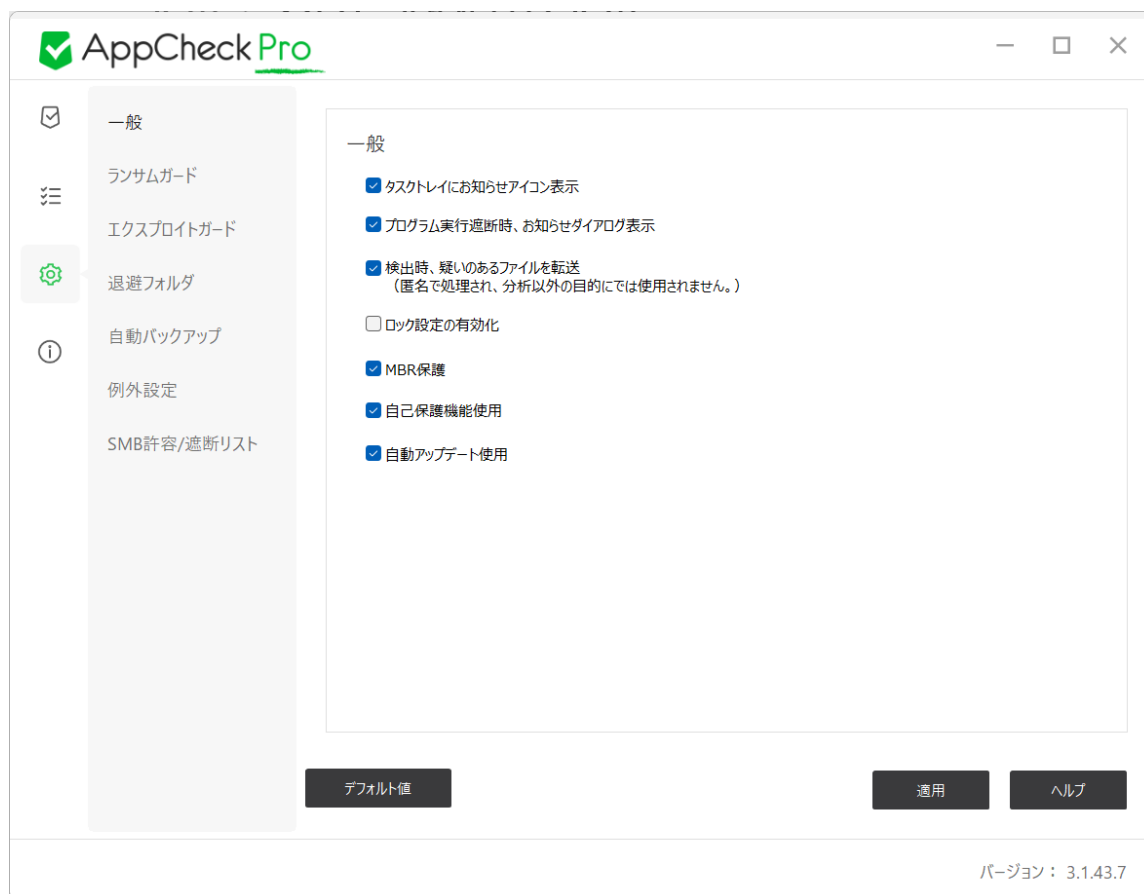 AppCheck Pro
一般
ランサムガード
エクスプロイトガード
退避フォルダ
自動バックアップ
例外設定
SMB許容/遮断リスト
一般
タスクトレイにお知らせアイコン表示
プログラム実行遮断時、お知らせダイアログ表示
検出時、疑いのあるファイルを転送
（匿名で処理され、分析以外の目的にでは使用されません。）
ロック設定の有効化
MBR保護
自己保護機能使用
自動アップデート使用
デフォルト値
適用
ヘルプ
バージョン： 3.1.43.7